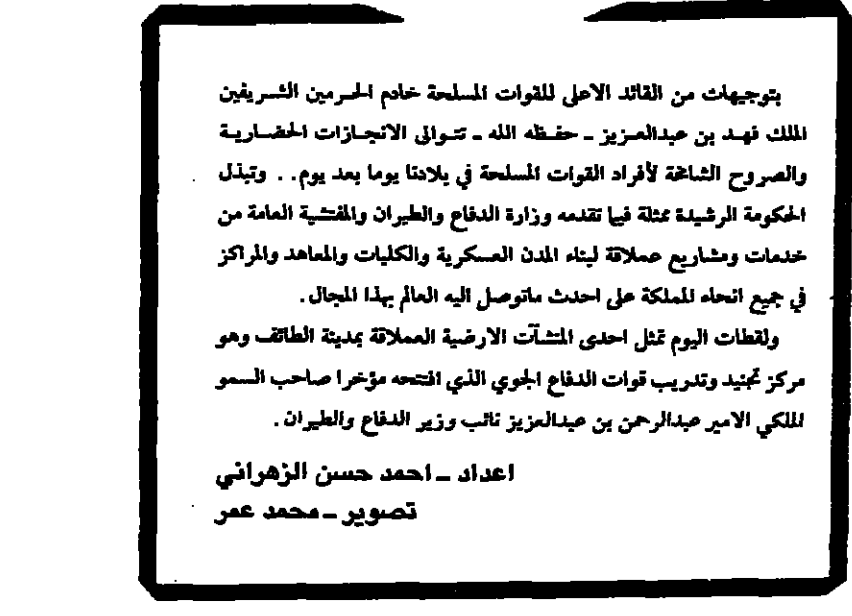 بتوجيهات من القائد الاعلى للقوات المسلحة خادم الحرمين الشريفين
الملك فهد بن عبدالعزيز ـ حفظه الله ـ تتوالى الانجازات الحضارية
والصروح الشامخة لأفراد القوات المسلحة في بلادنا يوما بعد يوم . . وتبذل
الحكومة الرشيدة ممثلة فيما تقدمه وزارة الدفاع والطيران والمفتشية العامة من
خدمات ومشاريع عملاقة لبناء المدن العسكرية والكليات والمعاهد والمراكز
في جميع انحاء المملكة على احدث ماتوصل اليه العالم بهذا المجال .
ولقطات اليوم تمثل احدى المنشآت الارضية العملاقة بمدينة الطائف وهو
مركز تجنيد وتدريب قوات الدفاع الجوي الذي افتتحه مؤخرا صاحب السمو
الملكي الامير عبدالرحمن بن عبدالعزيز نائب وزير الدفاع والطيران .
اعداد ـ احمد حسن الزهراني
تصوير ـ محمد عمر